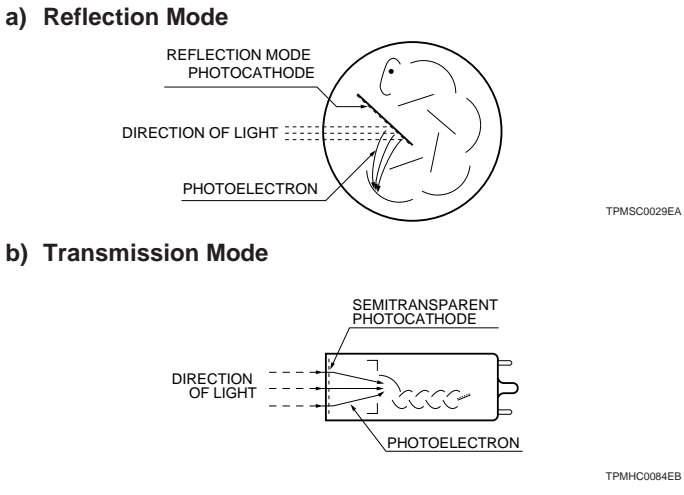 a) Reflection Mode
REFLECTION MODE
PHOTOCATHODE
DIRECTION OF LIGHT
PHOTOELECTRON
TPMSC0029EA
b) Transmission Mode
SEMITRANSPARENT
PHOTOCATHODE
DIRECTION
OF LIGHT
PHOTOELECTRON
TPMHC0084EB